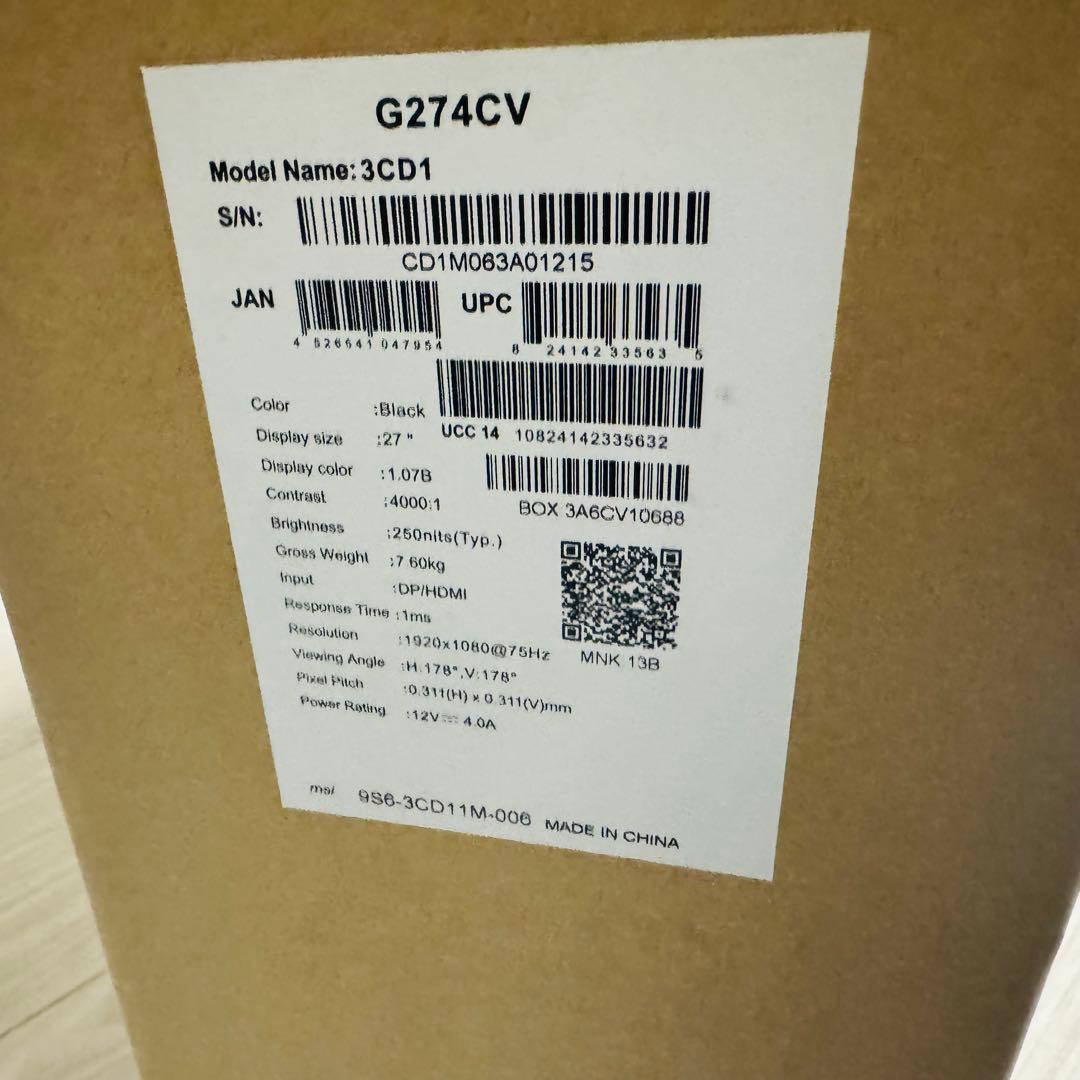 G274CV
Model Name: 3CD1
S/N:
CD1M063A01215
JAN
4 526541 047954
UPC
8 24142 33563 5
UCC 14 10824142335632
BOX 3A6CV10688
MNK 13B
Color :Black
Display size :27 "
Display color :1.07B
Contrast :4000:1
Brightness :250nits(Typ.)
Gross Weight :7.60kg
Input :DP/HDMI
Response Time :1ms
Resolution :1920x1080@75Hz
Viewing Angle :H.178°,V:178°
Pixel Pitch :0.311(H) x 0.311(V)mm
Power Rating :12V⎓ 4.0A
msi 9S6-3CD11M-006 MADE IN CHINA